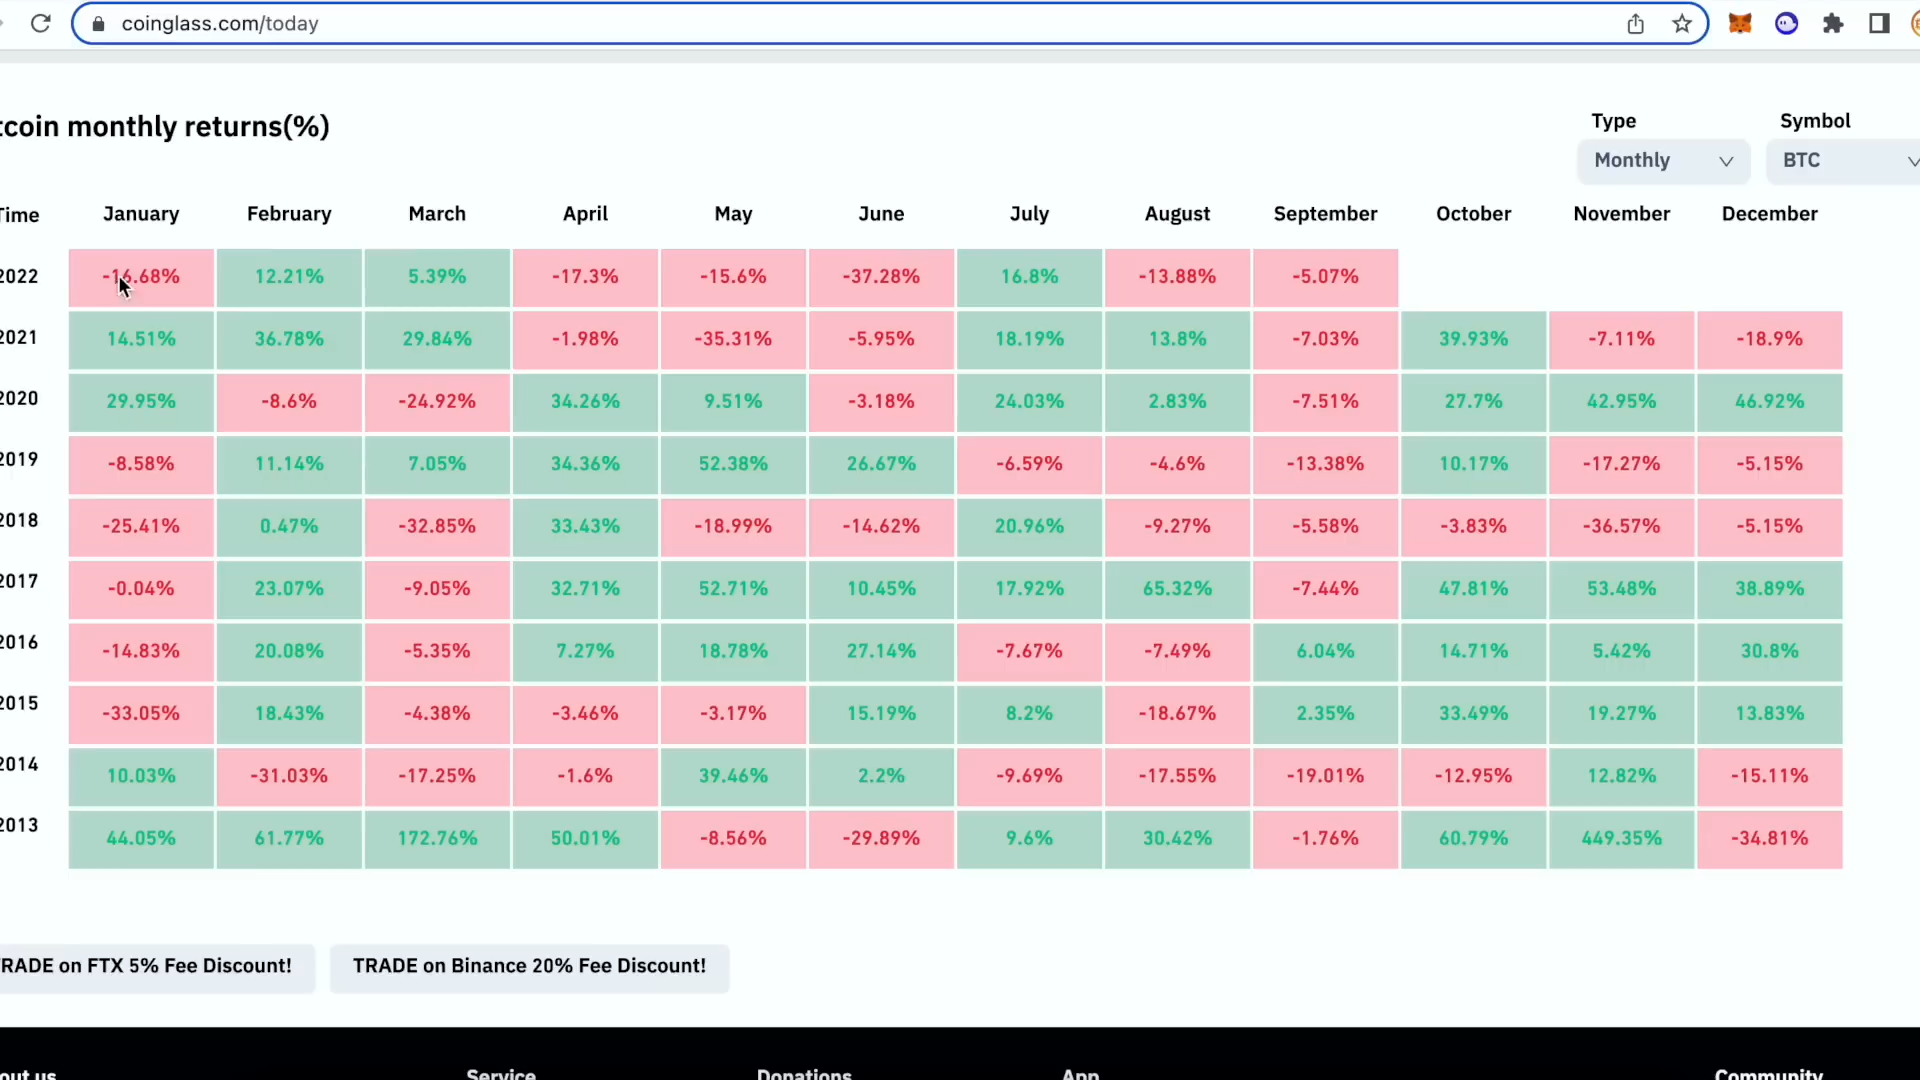 coinglass.com/today
tcoin monthly returns(%)
Type
Symbol
Monthly
BTC
Time January February March April May June July August September October November December
2022 -16.68% 12.21% 5.39% -17.3% -15.6% -37.28% 16.8% -13.88% -5.07%
2021 14.51% 36.78% 29.84% -1.98% -35.31% -5.95% 18.19% 13.8% -7.03% 39.93% -7.11% -18.9%
2020 29.95% -8.6% -24.92% 34.26% 9.51% -3.18% 24.03% 2.83% -7.51% 27.7% 42.95% 46.92%
2019 -8.58% 11.14% 7.05% 34.36% 52.38% 26.67% -6.59% -4.6% -13.38% 10.17% -17.27% -5.15%
2018 -25.41% 0.47% -32.85% 33.43% -18.99% -14.62% 20.96% -9.27% -5.58% -3.83% -36.57% -5.15%
2017 -0.04% 23.07% -9.05% 32.71% 52.71% 10.45% 17.92% 65.32% -7.44% 47.81% 53.48% 38.89%
2016 -14.83% 20.08% -5.35% 7.27% 18.78% 27.14% -7.67% -7.49% 6.04% 14.71% 5.42% 30.8%
2015 -33.05% 18.43% -4.38% -3.46% -3.17% 15.19% 8.2% -18.67% 2.35% 33.49% 19.27% 13.83%
2014 10.03% -31.03% -17.25% -1.6% 39.46% 2.2% -9.69% -17.55% -19.01% -12.95% 12.82% -15.11%
2013 44.05% 61.77% 172.76% 50.01% -8.56% -29.89% 9.6% 30.42% -1.76% 60.79% 449.35% -34.81%
TRADE on FTX 5% Fee Discount!
TRADE on Binance 20% Fee Discount!
out us
Service
Donations
App
Community